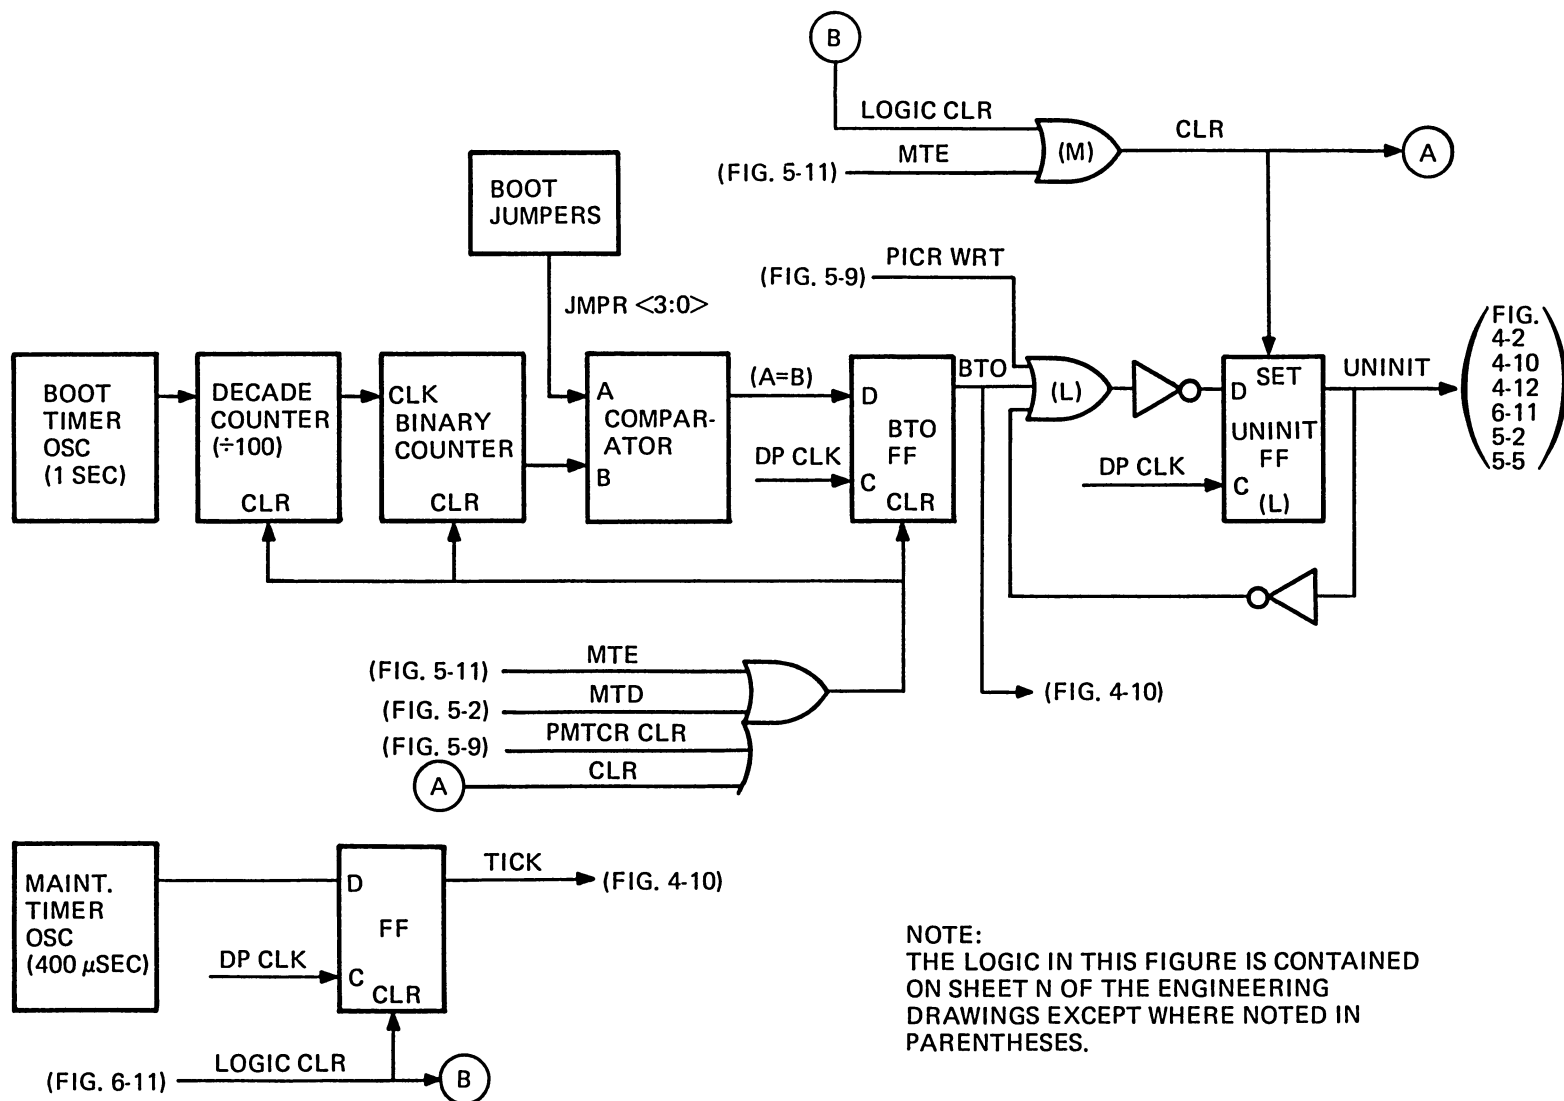 B
LOGIC CLR
(M)
CLR
A
MTE
(FIG. 5-11)
BOOT
JUMPERS
PICR WRT
(FIG. 5-9)
JMPR <3:0>
BOOT
TIMER
OSC
(1 SEC)
DECADE
COUNTER
(÷100)
CLR
CLK
BINARY
COUNTER
CLR
A
COMPAR-
ATOR
B
(A=B)
DP CLK
D
BTO
FF
C
CLR
BTO
(L)
DP CLK
SET
D
UNINIT
FF
C
(L)
UNINIT
FIG.
4-2
4-10
4-12
6-11
5-2
5-5
(FIG. 5-11)
MTE
(FIG. 5-2)
MTD
(FIG. 5-9)
PMTCR CLR
A
CLR
(FIG. 4-10)
MAINT.
TIMER
OSC
(400 μSEC)
DP CLK
D
FF
C
CLR
TICK
(FIG. 4-10)
(FIG. 6-11)
LOGIC CLR
B
NOTE:
THE LOGIC IN THIS FIGURE IS CONTAINED
ON SHEET N OF THE ENGINEERING
DRAWINGS EXCEPT WHERE NOTED IN
PARENTHESES.